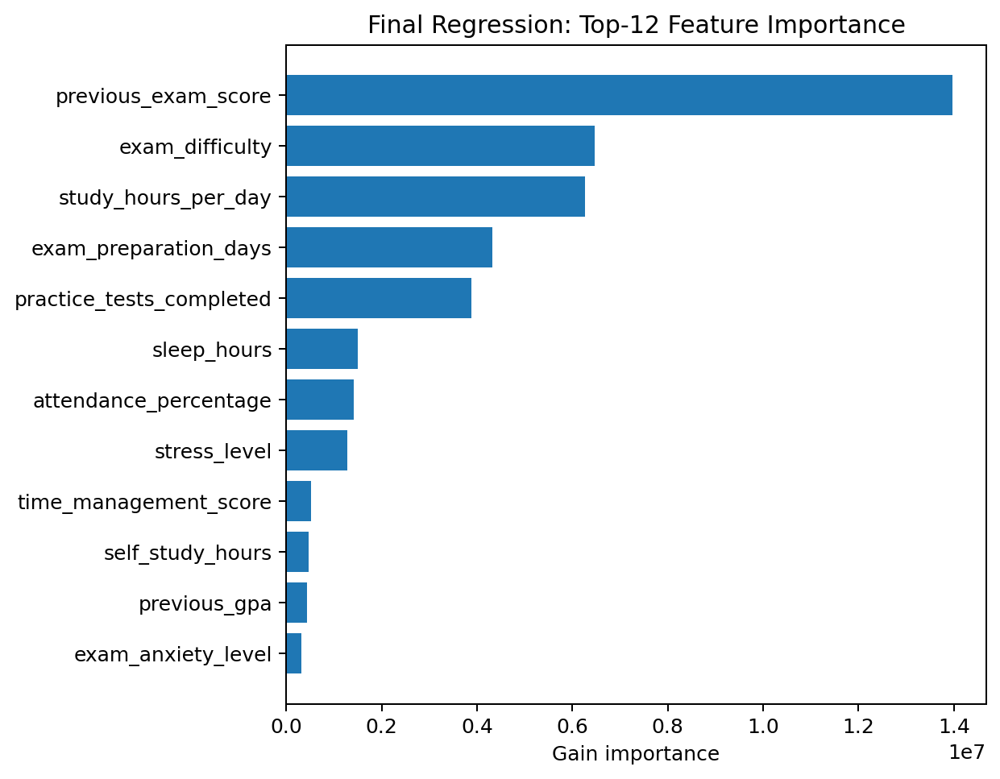 Final Regression: Top-12 Feature Importance
previous_exam_score
exam_difficulty
study_hours_per_day
exam_preparation_days
practice_tests_completed
sleep_hours
attendance_percentage
stress_level
time_management_score
self_study_hours
previous_gpa
exam_anxiety_level
0.0 0.2 0.4 0.6 0.8 1.0 1.2 1.4
Gain importance
1e7